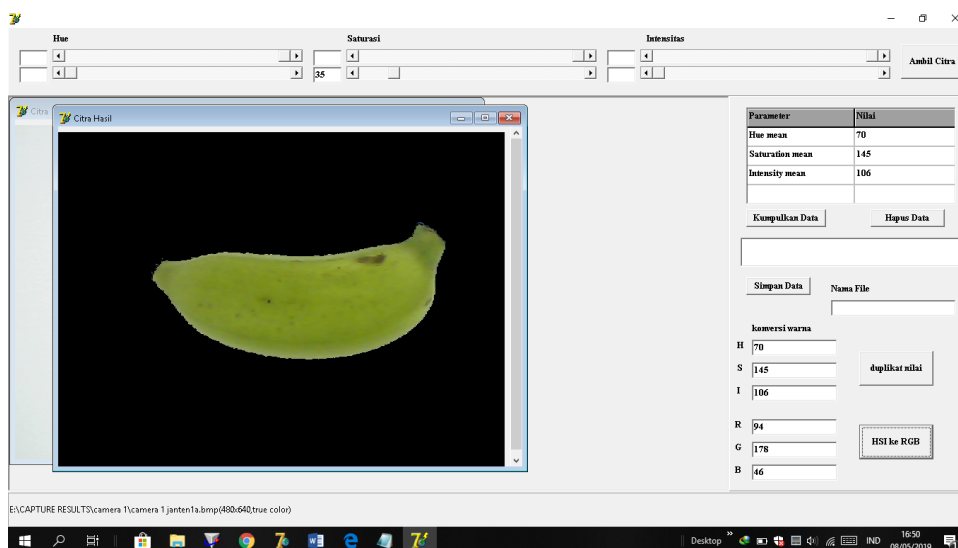 Hue Saturasi Intensitas
35
Ambil Citra
Citra
Citra Hasil
Parameter Nilai
Hue mean 70
Saturation mean 145
Intensity mean 106
Kumpulkan Data Hapus Data
Simpan Data Nama File
konversi warna
H 70
S 145 duplikat nilai
I 106
R 94
G 178 HSI ke RGB
B 46
E:\CAPTURE RESULTS\camera 1\camera 1 janten1a.bmp(480x640,true color)
Desktop » IND 16:50
08/05/2019